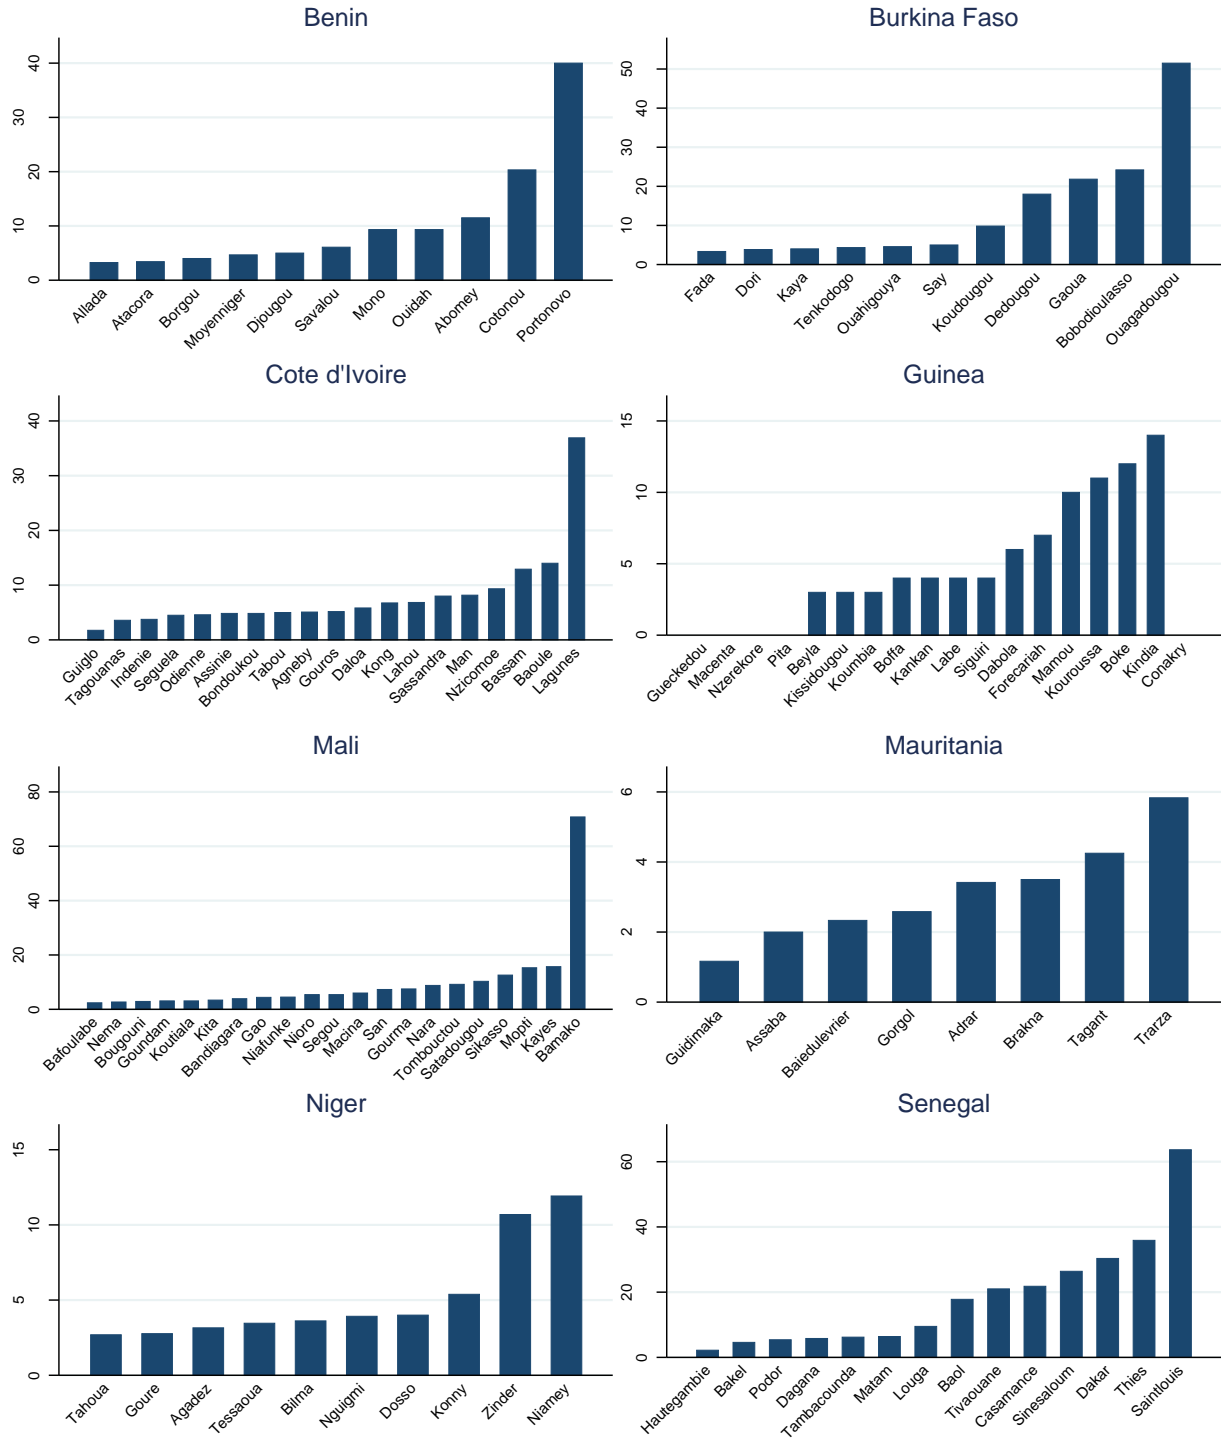 Benin
40
30
20
10
0
Allada
Atacora
Borgou
Moyenniger
Djougou
Savalou
Mono
Ouidah
Abomey
Cotonou
Portonovo
Burkina Faso
50
40
30
20
10
0
Fada
Dori
Kaya
Tenkodogo
Ouahigouya
Say
Koudougou
Dedougou
Gaoua
Bobodioulasso
Ouagadougou
Cote d'Ivoire
40
30
20
10
0
Guiglo
Tagouanas
Indenie
Seguela
Odienne
Assinie
Bondoukou
Tabou
Agneby
Gouros
Daloa
Kong
Lahou
Sassandra
Man
Nzicomoe
Bassam
Baoule
Lagunes
Guinea
15
10
5
0
Gueckedou
Macenta
Nzerekore
Pita
Beyla
Kissidougou
Koumbia
Boffa
Kankan
Labe
Siguiri
Dabola
Forecariah
Mamou
Kouroussa
Boke
Kindia
Conakry
Mali
80
60
40
20
0
Bafoulabe
Nema
Bougouni
Goundam
Koutiala
Kita
Bandiagara
Gao
Niafunke
Nioro
Segou
Macina
San
Gourma
Nara
Tombouctou
Satadougou
Sikasso
Mopti
Kayes
Bamako
Mauritania
6
4
2
0
Guidimaka
Assaba
Baiedulevrier
Gorgol
Adrar
Brakna
Tagant
Trarza
Niger
15
10
5
0
Tahoua
Goure
Agadez
Tessaoua
Bilma
Nguigmi
Dosso
Konny
Zinder
Niamey
Senegal
60
40
20
0
Hautegambie
Bakel
Podor
Dagana
Tambacounda
Matam
Louga
Baol
Tivaouane
Casamance
Sinesaloum
Dakar
Thies
Saintlouis